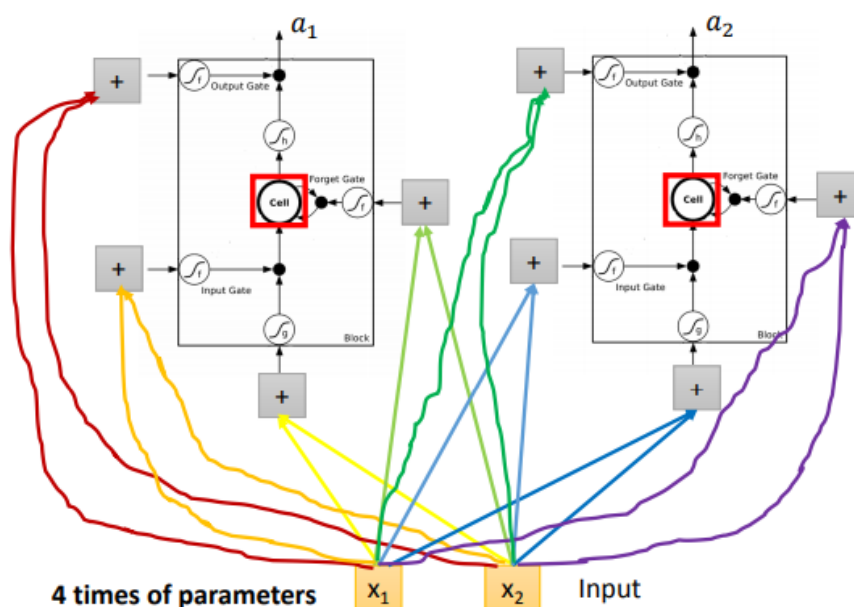 a₁
a₂
+
f
Output Gate
+
f
Output Gate
h
h
Forget Gate
Forget Gate
Cell
f
+
Cell
f
+
+
f
Input Gate
+
f
Input Gate
g
Block
g
Block
+
+
4 times of parameters
x₁
x₂
Input